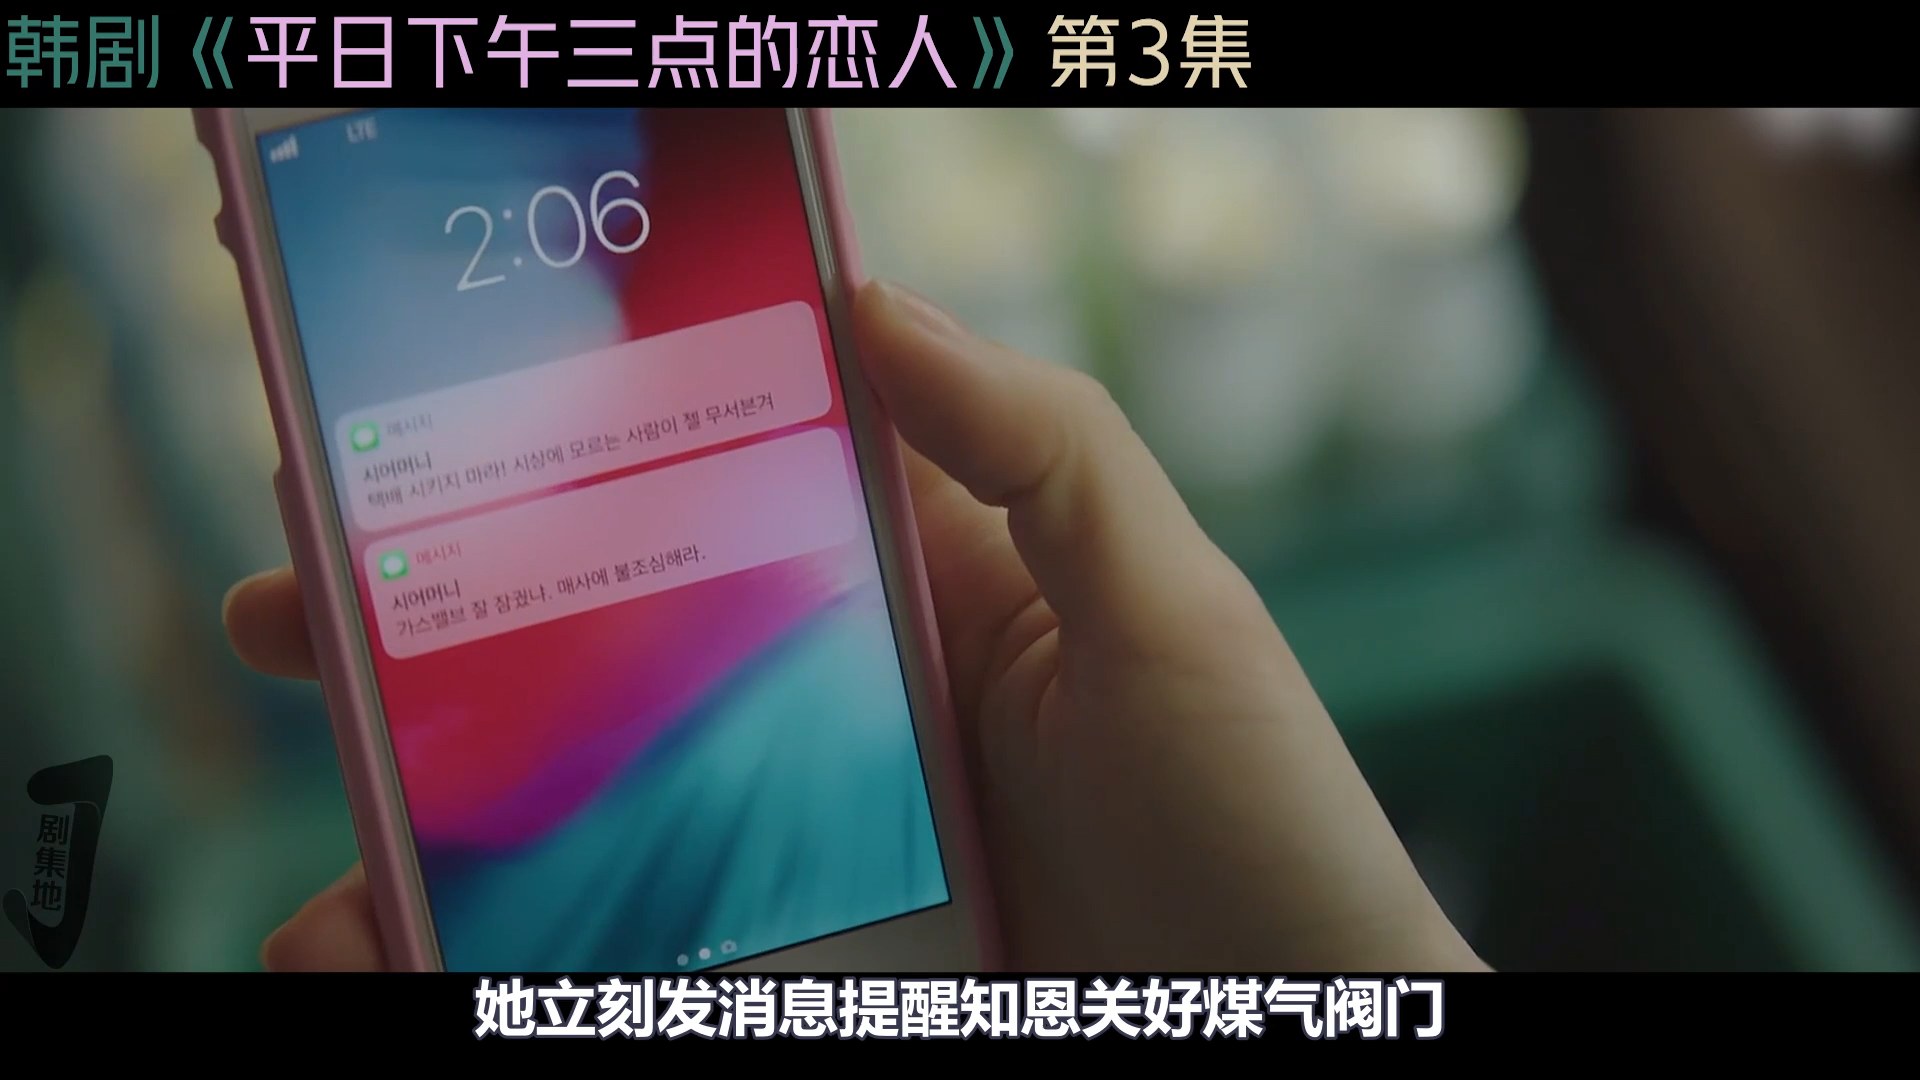 韩剧《平日下午三点的恋人》第3集
LTE
2:06
메시지
시어머니
택배 시키지 마라! 시상에 모르는 사람이 젤 무서븐겨
메시지
시어머니
가스밸브 잘 잠궜냐. 매사에 불조심해라.
剧集地
她立刻发消息提醒知恩关好煤气阀门